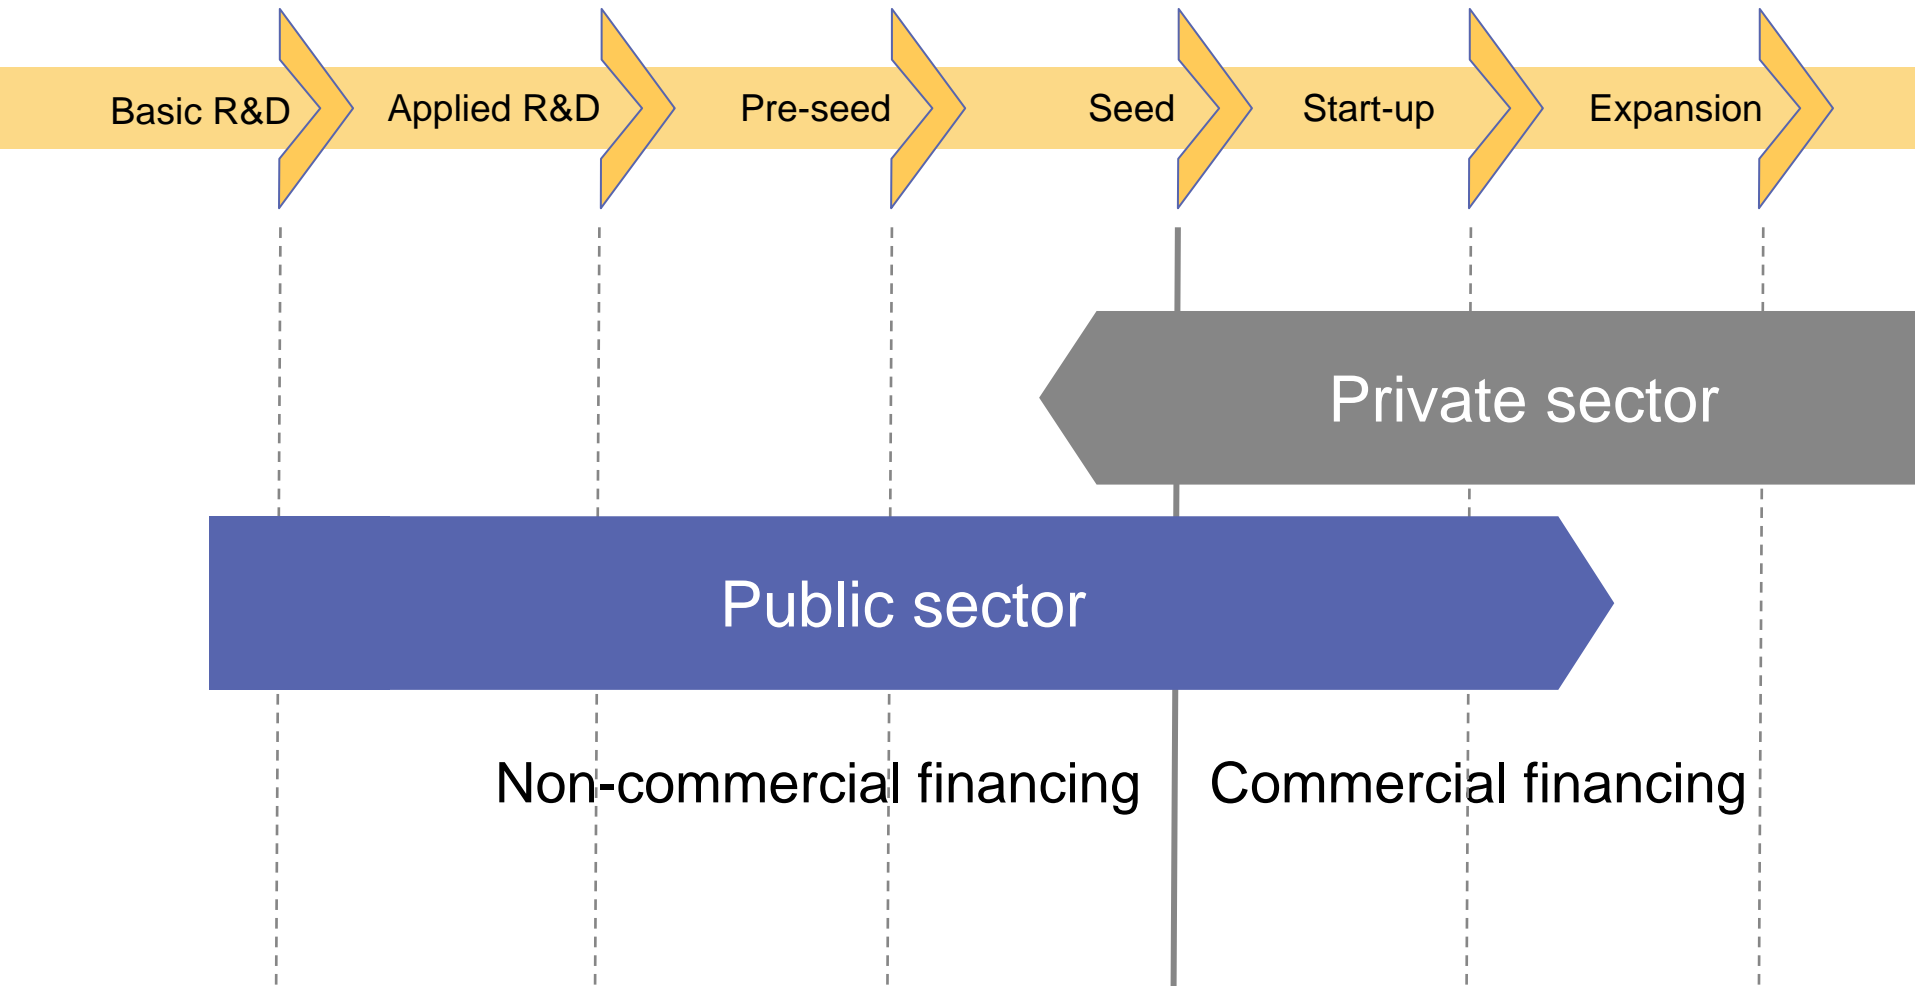 Basic R&D
Applied R&D
Pre-seed
Seed
Start-up
Expansion
Private sector
Public sector
Non-commercial financing
Commercial financing